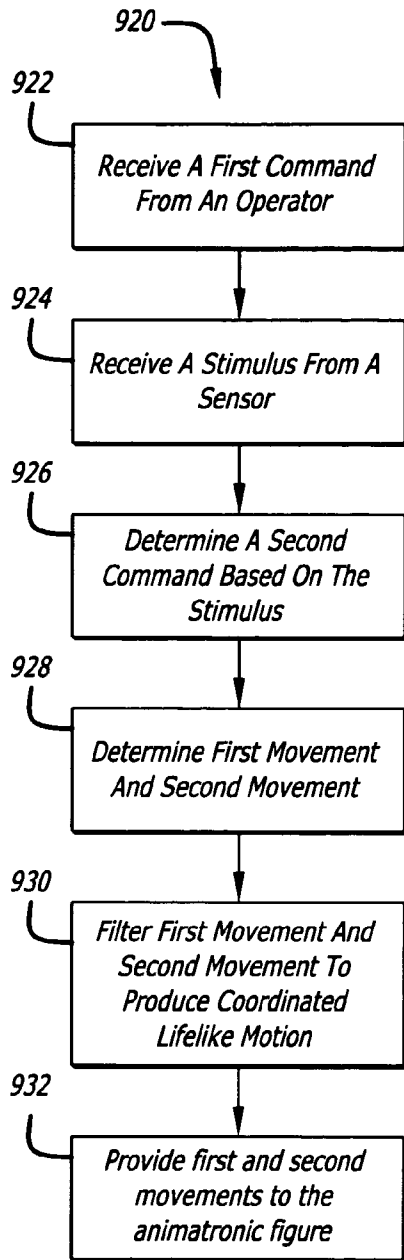 920
922
Receive A First Command
From An Operator
924
Receive A Stimulus From A
Sensor
926
Determine A Second
Command Based On The
Stimulus
928
Determine First Movement
And Second Movement
930
Filter First Movement And
Second Movement To
Produce Coordinated
Lifelike Motion
932
Provide first and second
movements to the
animatronic figure